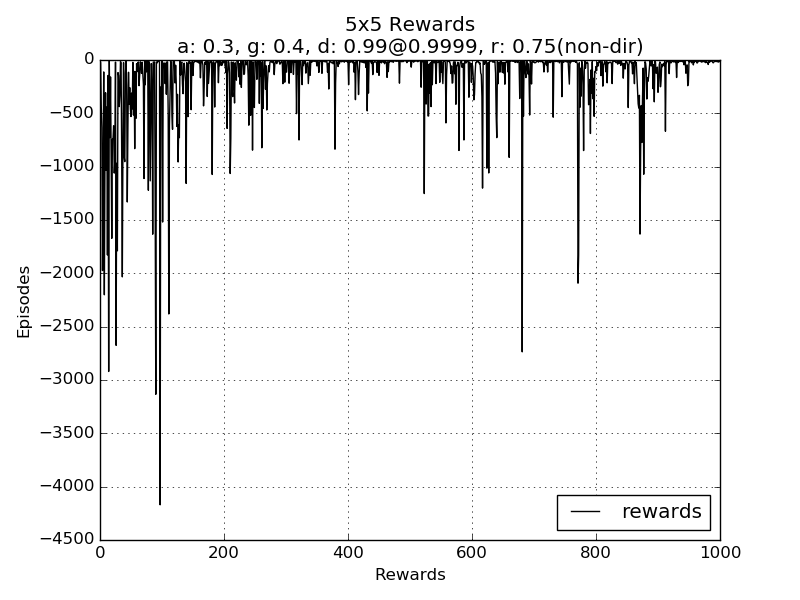 5x5 Rewards
a: 0.3, g: 0.4, d: 0.99@0.9999, r: 0.75(non-dir)
0
−500
−1000
−1500
−2000
−2500
−3000
−3500
−4000
−4500
Episodes
rewards
0 200 400 600 800 1000
Rewards